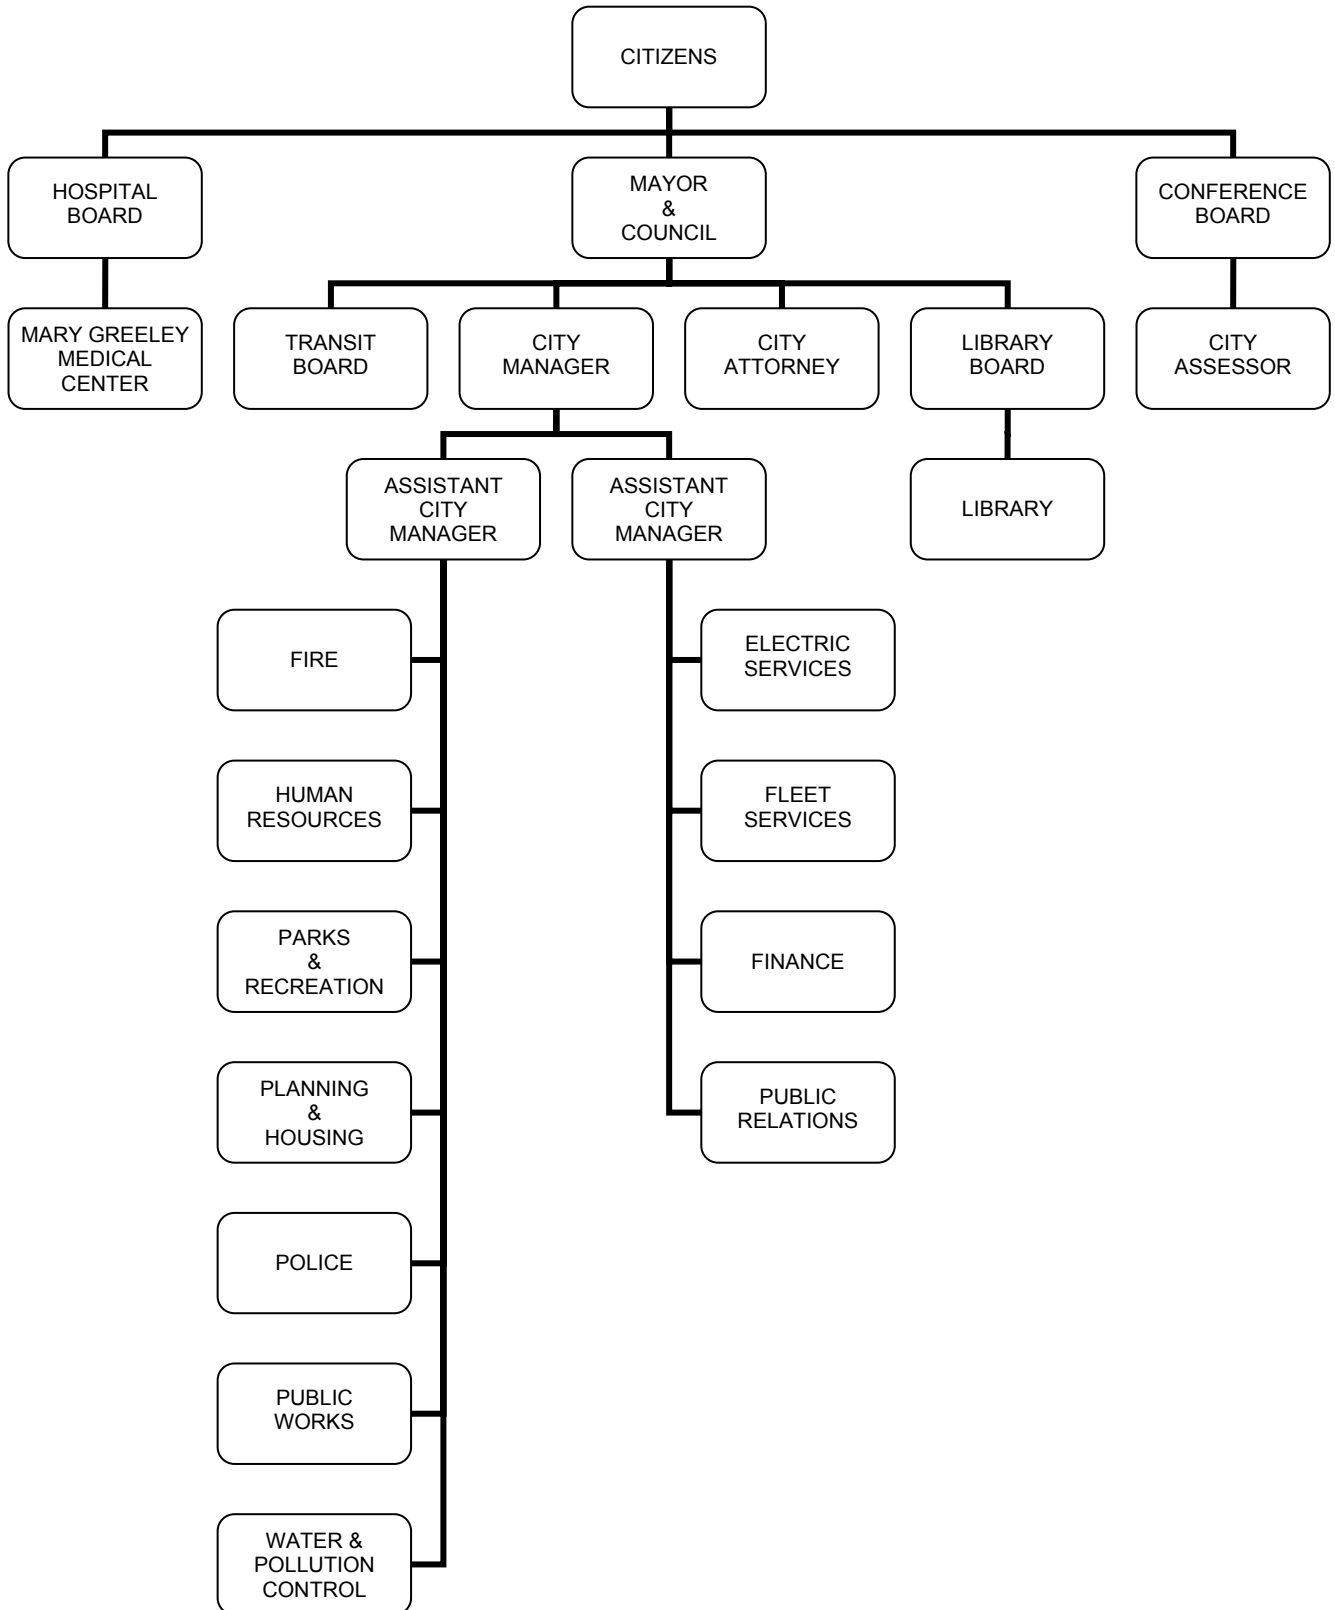 CITIZENS
HOSPITAL
BOARD
MAYOR
&
COUNCIL
CONFERENCE
BOARD
MARY GREELEY
MEDICAL
CENTER
TRANSIT
BOARD
CITY
MANAGER
CITY
ATTORNEY
LIBRARY
BOARD
CITY
ASSESSOR
ASSISTANT
CITY
MANAGER
ASSISTANT
CITY
MANAGER
LIBRARY
FIRE
ELECTRIC
SERVICES
HUMAN
RESOURCES
FLEET
SERVICES
PARKS
&
RECREATION
FINANCE
PLANNING
&
HOUSING
PUBLIC
RELATIONS
POLICE
PUBLIC
WORKS
WATER &
POLLUTION
CONTROL